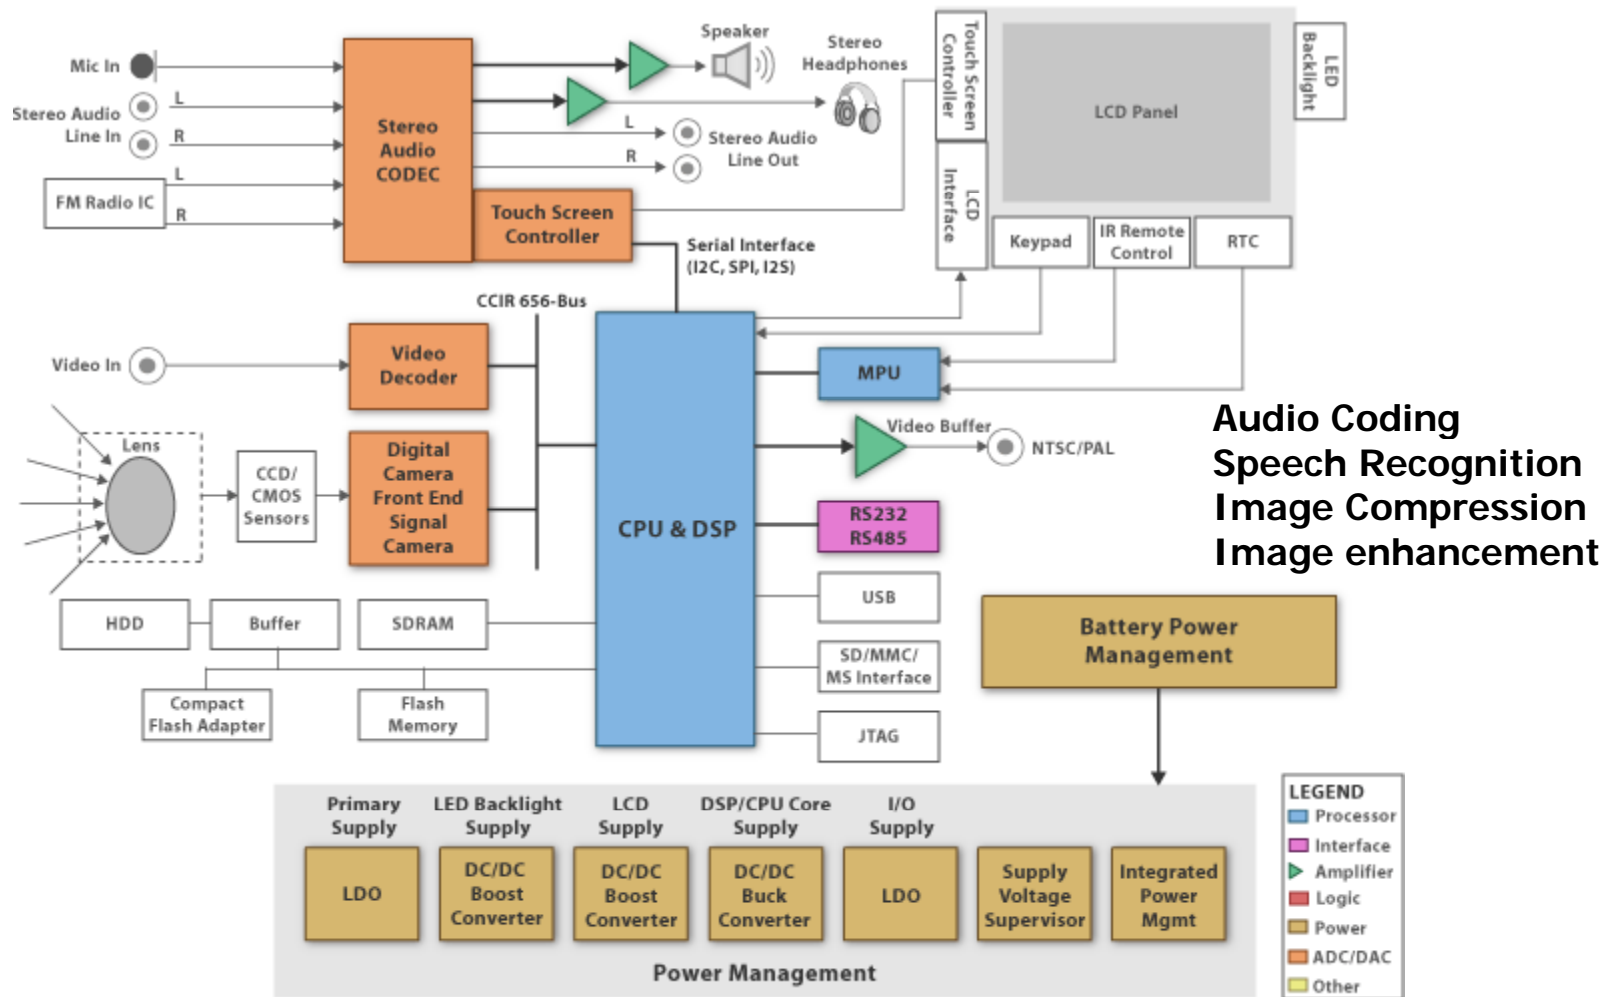 Mic In
Stereo Audio
Line In
L
R
FM Radio IC
L
R
Stereo
Audio
CODEC
Touch Screen
Controller
Speaker
Stereo
Headphones
L
R
Stereo Audio
Line Out
Serial Interface
(I2C, SPI, I2S)
Touch Screen
Controller
LCD
Interface
LCD Panel
LED
Backlight
Keypad
IR Remote
Control
RTC
CCIR 656-Bus
Video In
Video
Decoder
Lens
CCD/
CMOS
Sensors
Digital
Camera
Front End
Signal
Camera
CPU & DSP
MPU
Video Buffer
NTSC/PAL
RS232
RS485
USB
SD/MMC/
MS Interface
JTAG
HDD
Buffer
SDRAM
Compact
Flash Adapter
Flash
Memory
Audio Coding
Speech Recognition
Image Compression
Image enhancement
Battery Power
Management
Primary
Supply
LED Backlight
Supply
LCD
Supply
DSP/CPU Core
Supply
I/O
Supply
LDO
DC/DC
Boost
Converter
DC/DC
Boost
Converter
DC/DC
Buck
Converter
LDO
Supply
Voltage
Supervisor
Integrated
Power
Mgmt
Power Management
LEGEND
Processor
Interface
Amplifier
Logic
Power
ADC/DAC
Other